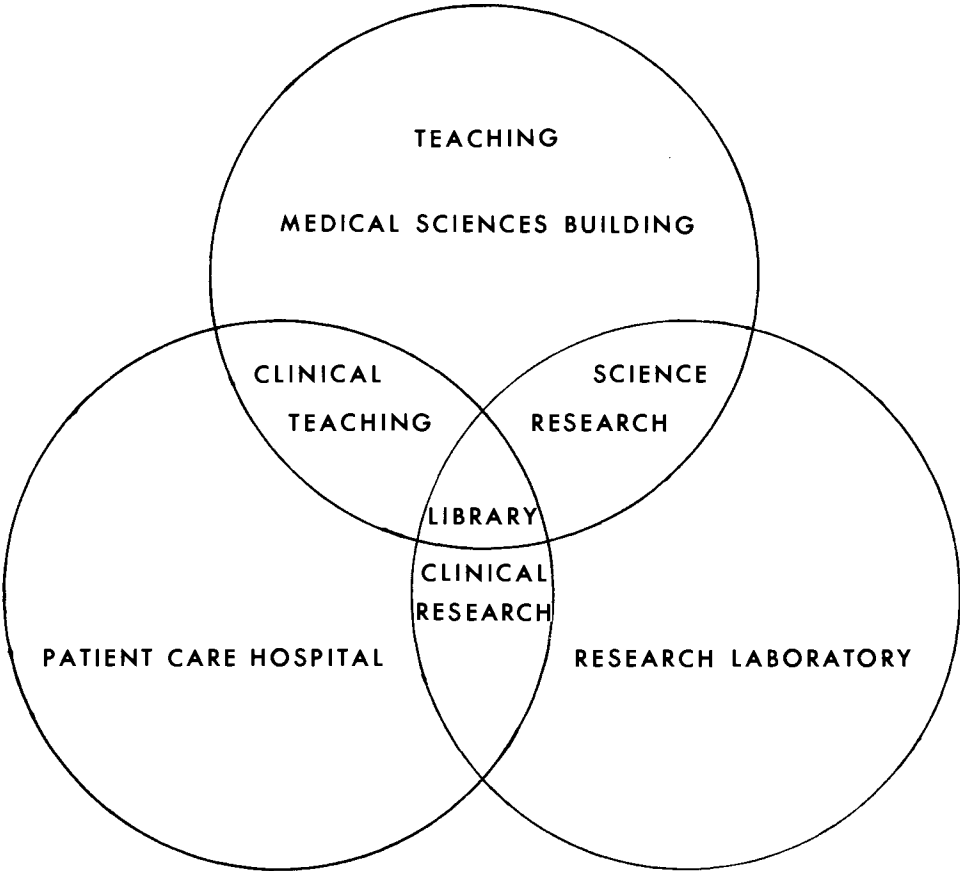 TEACHING
MEDICAL SCIENCES BUILDING
CLINICAL
TEACHING
SCIENCE
RESEARCH
LIBRARY
CLINICAL
RESEARCH
PATIENT CARE HOSPITAL
RESEARCH LABORATORY